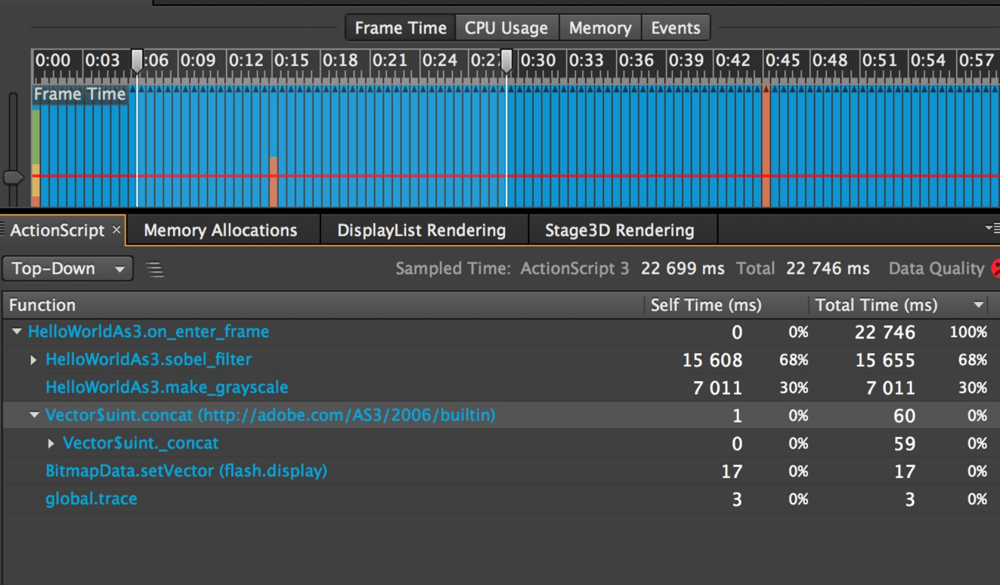 Frame Time CPU Usage Memory Events
0:00 0:03 :06 0:09 0:12 0:15 0:18 0:21 0:24 0:27 0:30 0:33 0:36 0:39 0:42 0:45 0:48 0:51 0:54 0:57
Frame Time
ActionScript × Memory Allocations DisplayList Rendering Stage3D Rendering
Top-Down Sampled Time: ActionScript 3 22 699 ms Total 22 746 ms Data Quality
Function Self Time (ms) Total Time (ms)
HelloWorldAs3.on_enter_frame 0 0% 22 746 100%
HelloWorldAs3.sobel_filter 15 608 68% 15 655 68%
HelloWorldAs3.make_grayscale 7 011 30% 7 011 30%
Vector$uint.concat (http://adobe.com/AS3/2006/builtin) 1 0% 60 0%
Vector$uint._concat 0 0% 59 0%
BitmapData.setVector (flash.display) 17 0% 17 0%
global.trace 3 0% 3 0%